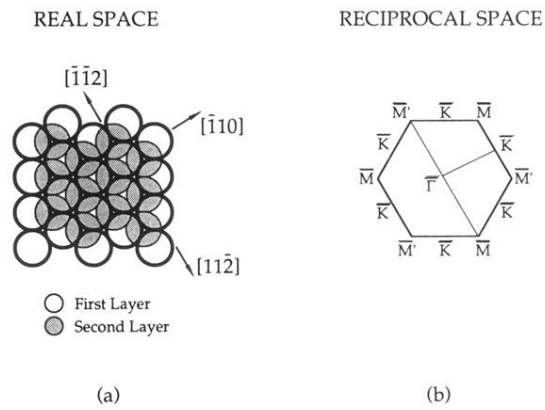 REAL SPACE
[1̅1̅2]
[1̅10]
[112̅]
First Layer
Second Layer
(a)
RECIPROCAL SPACE
M̅' K̅ M̅
K̅ K̅
M̅ Γ̅ M̅'
K̅ K̅
M̅' K̅ M̅
(b)